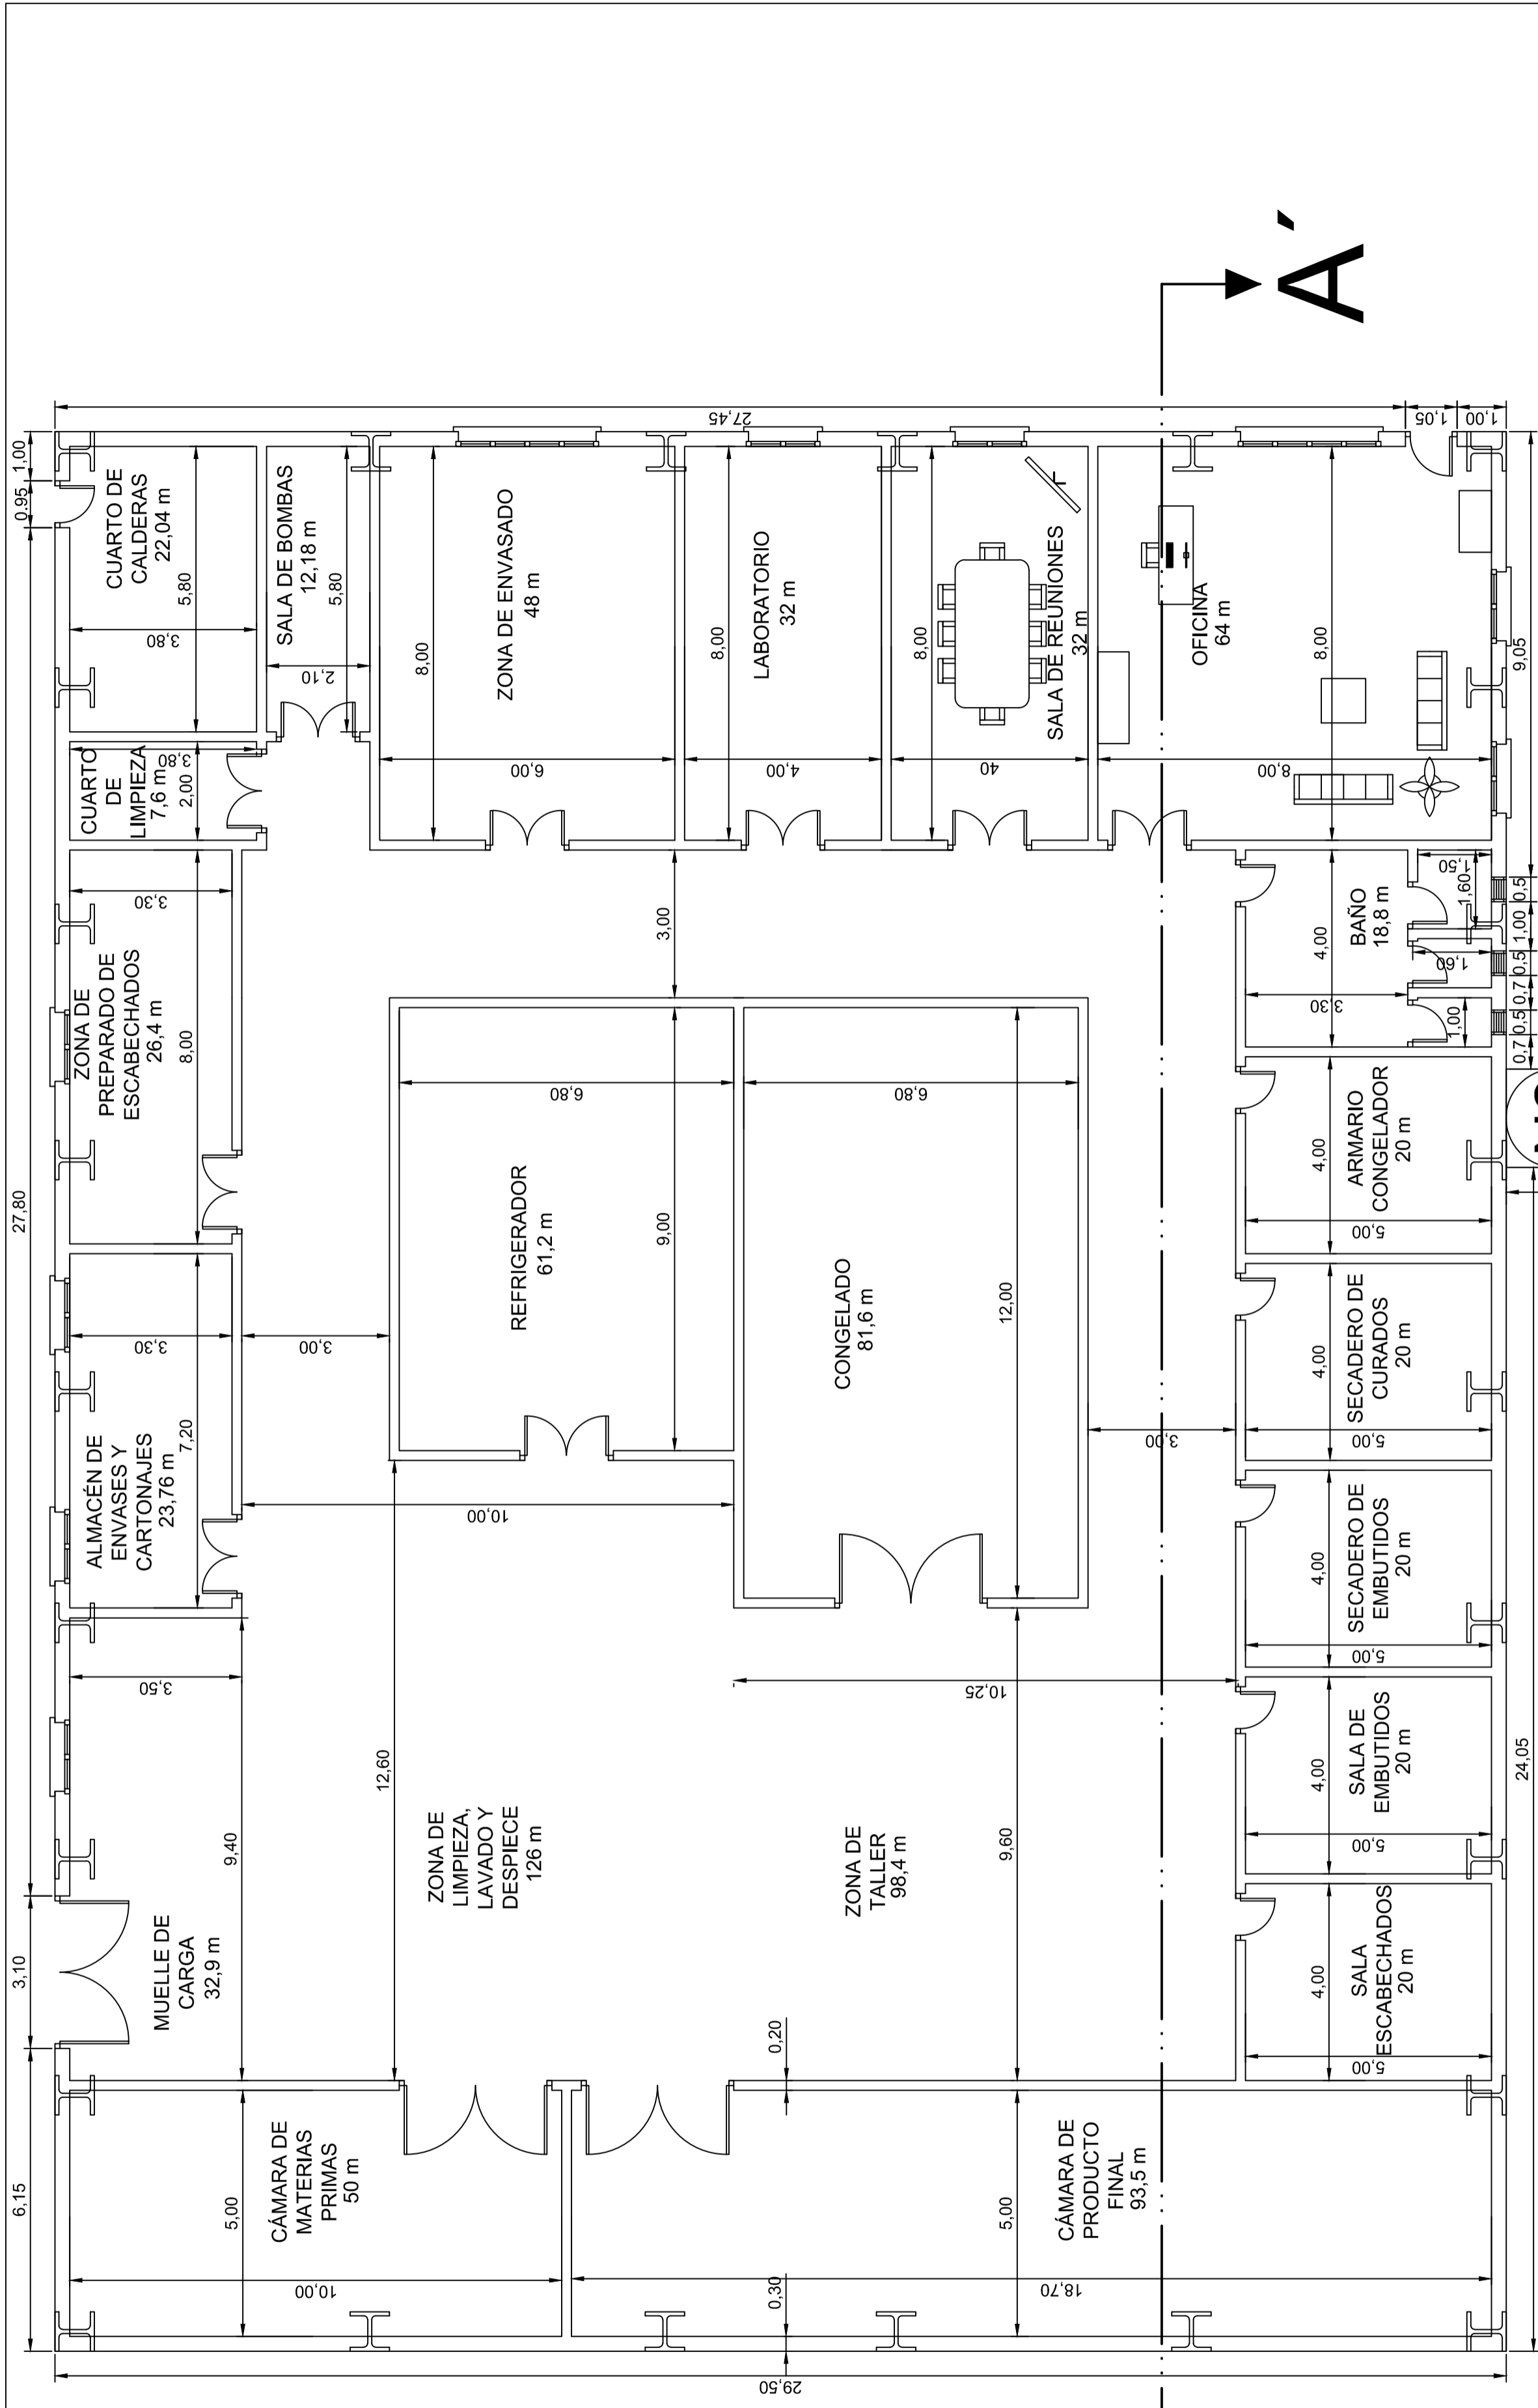 27,80
0.95
1.00
3,10
6,15
CUARTO DE
CALDERAS
22,04 m
5,80
3,80
SALA DE BOMBAS
12,18 m
5,80
2,10
CUARTO
DE
LIMPIEZA
7,6 m
3,80
2,00
ZONA DE ENVASADO
48 m
8,00
6,00
LABORATORIO
32 m
8,00
4,00
SALA DE REUNIONES
32 m
8,00
40
OFICINA
64 m
8,00
8,00
27,45
1,05
1,00
A´
ZONA DE
PREPARADO DE
ESCABECHADOS
26,4 m
8,00
3,30
3,00
ALMACÉN DE
ENVASES Y
CARTONAJES
23,76 m
7,20
3,30
3,00
REFRIGERADOR
61,2 m
9,00
6,80
CONGELADO
81,6 m
12,00
6,80
3,00
BAÑO
18,8 m
4,00
3,30
1,50
1,60
1,60
1,00
9,05
0,5
1,00
0,5
0,7
0,5
0,7
ARMARIO
CONGELADOR
20 m
4,00
5,00
SECADERO DE
CURADOS
20 m
4,00
5,00
SECADERO DE
EMBUTIDOS
20 m
4,00
5,00
SALA DE
EMBUTIDOS
20 m
4,00
5,00
SALA
ESCABECHADOS
20 m
4,00
5,00
24,05
MUELLE DE
CARGA
32,9 m
9,40
3,50
ZONA DE
LIMPIEZA,
LAVADO Y
DESPIECE
126 m
12,60
10,00
ZONA DE
TALLER
98,4 m
9,60
10,25
0,20
CÁMARA DE
MATERIAS
PRIMAS
50 m
5,00
10,00
CÁMARA DE
PRODUCTO
FINAL
93,5 m
5,00
18,70
0,30
29,50